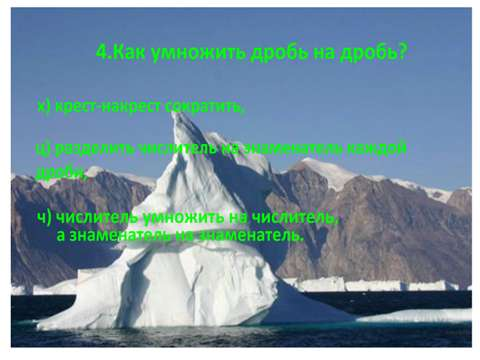 4.Как умножить дробь на дробь?
х) крест-накрест сократить,
ц) разделить числитель на знаменатель каждой
дроби,
ч) числитель умножить на числитель,
а знаменатель на знаменатель.